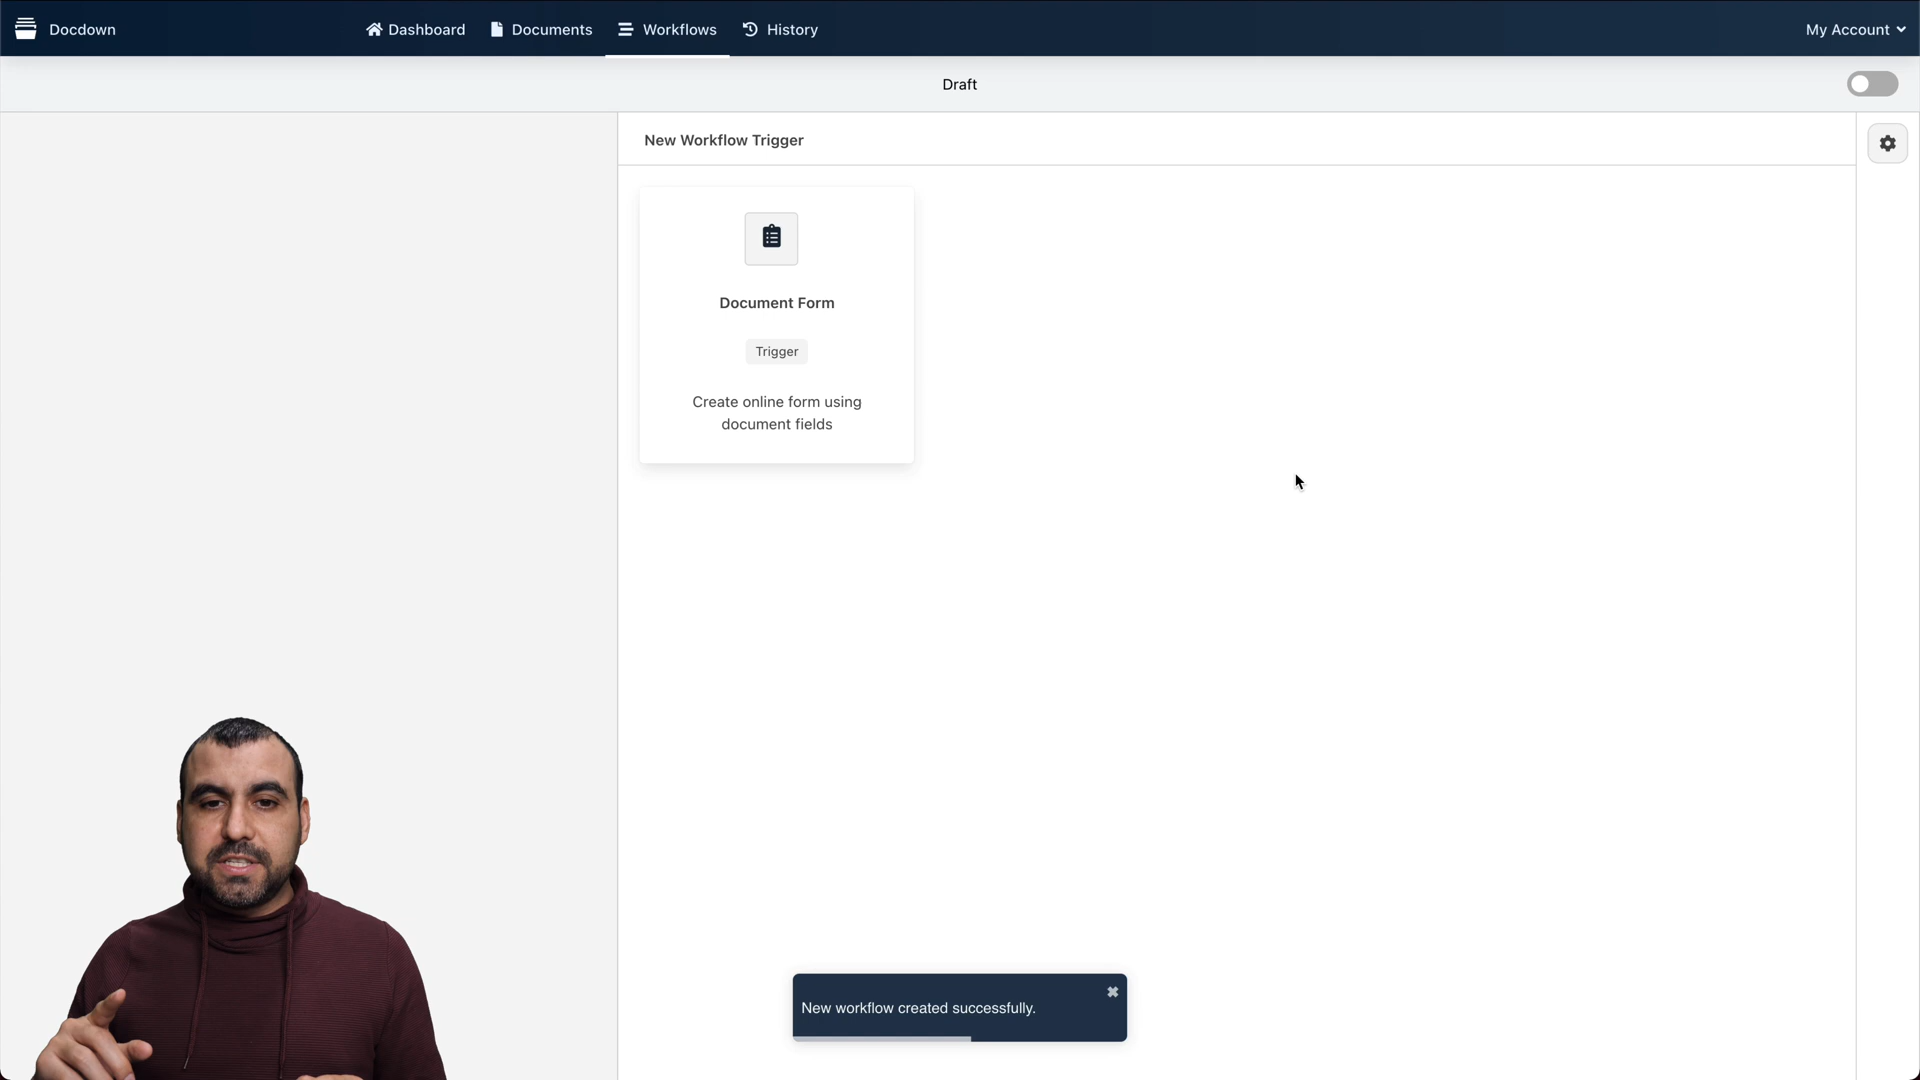 Docdown
Dashboard
Documents
Workflows
History
My Account
Draft
New Workflow Trigger
Document Form
Trigger
Create online form using
document fields
New workflow created successfully.